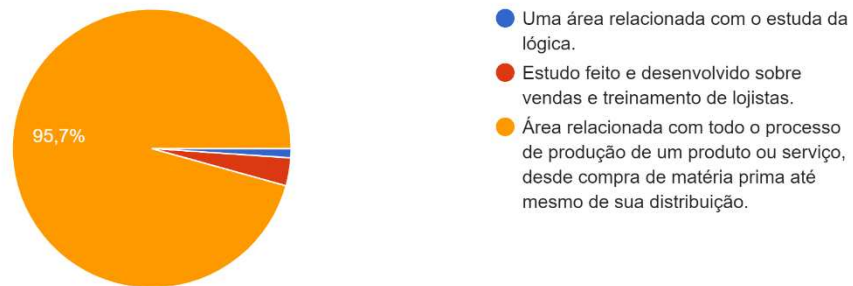 95,7%
Uma área relacionada com o estuda da
lógica.
Estudo feito e desenvolvido sobre
vendas e treinamento de lojistas.
Área relacionada com todo o processo
de produção de um produto ou serviço,
desde compra de matéria prima até
mesmo de sua distribuição.